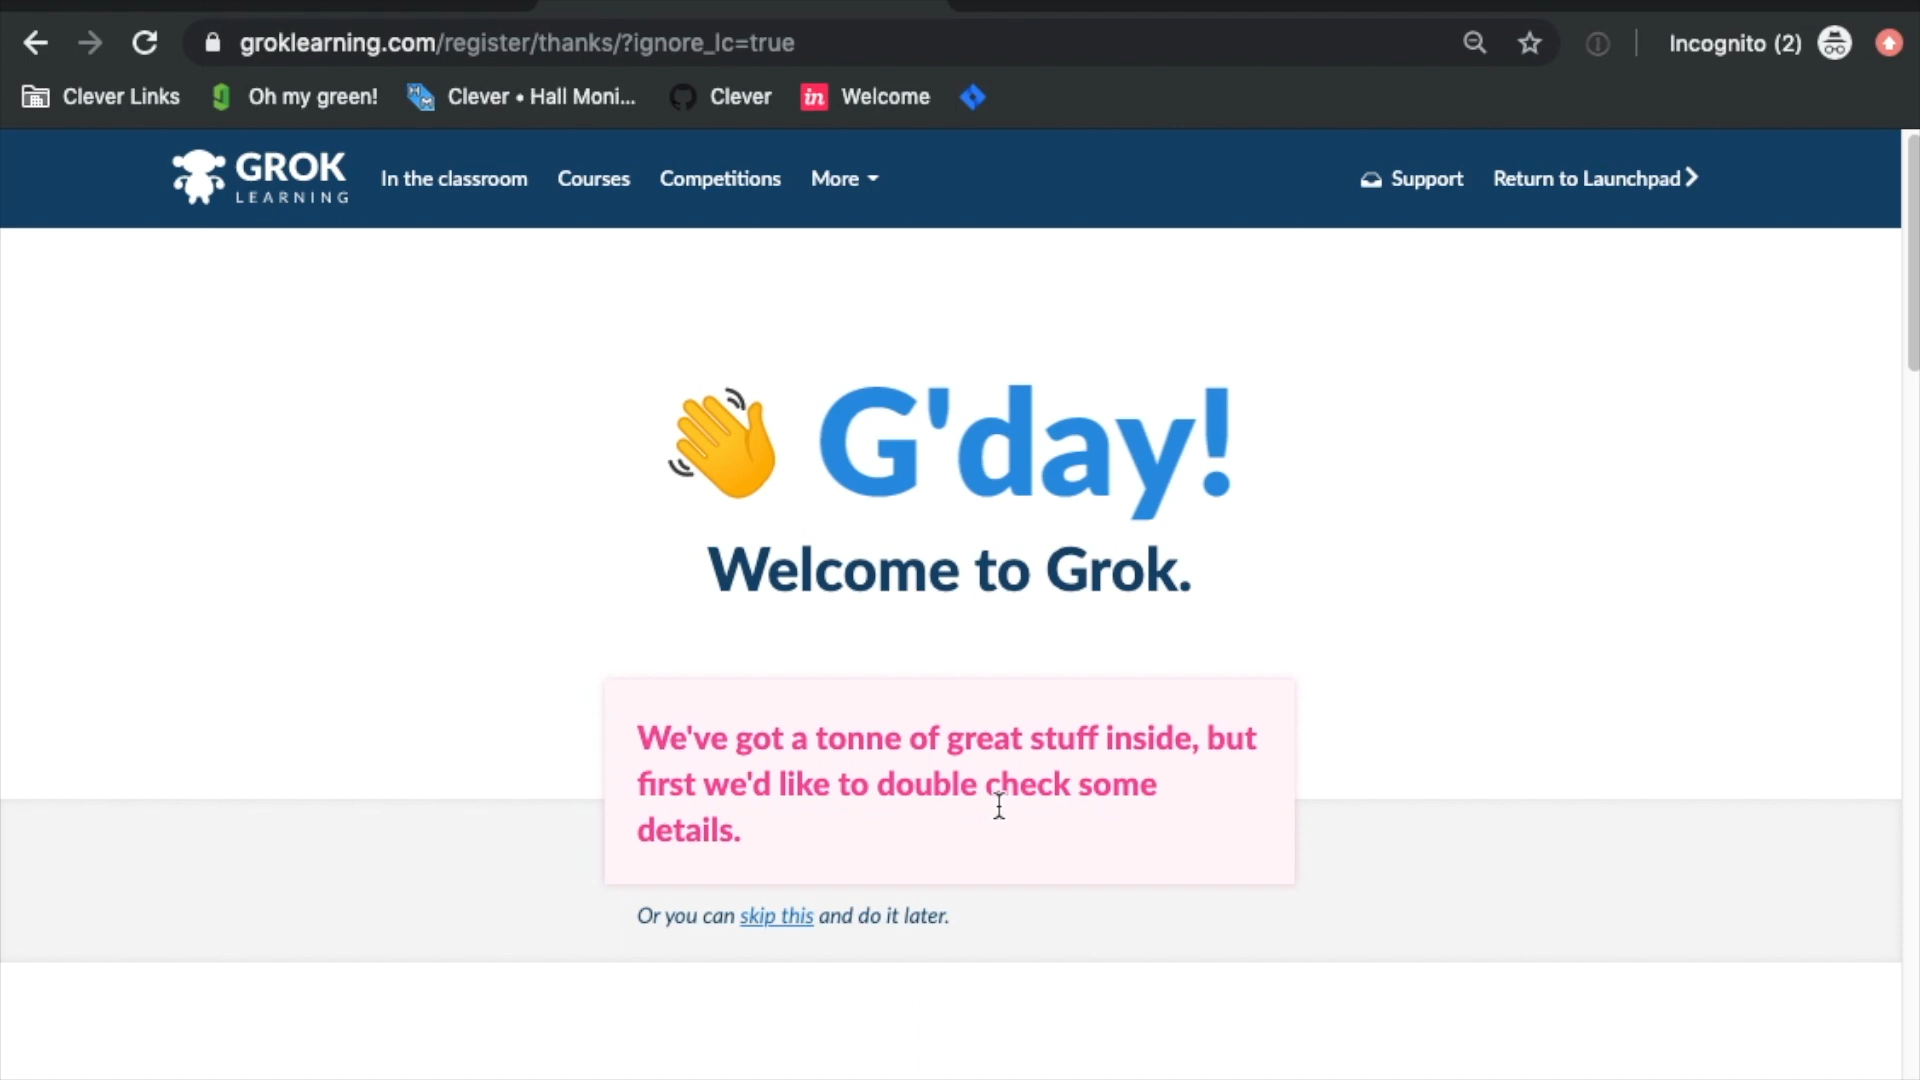 groklearning.com/register/thanks/?ignore_lc=true
Incognito (2)
Clever Links
Oh my green!
Clever • Hall Moni...
Clever
in
Welcome
GROK
LEARNING
In the classroom
Courses
Competitions
More
Support
Return to Launchpad
G'day!
Welcome to Grok.
We've got a tonne of great stuff inside, but
first we'd like to double check some
details.
Or you can skip this and do it later.